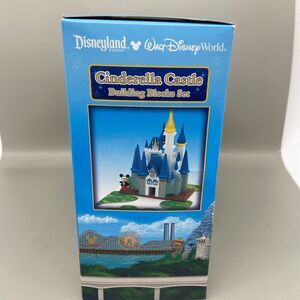 Disneyland Walt Disney World
Cinderella Castle
Building Blocks Set